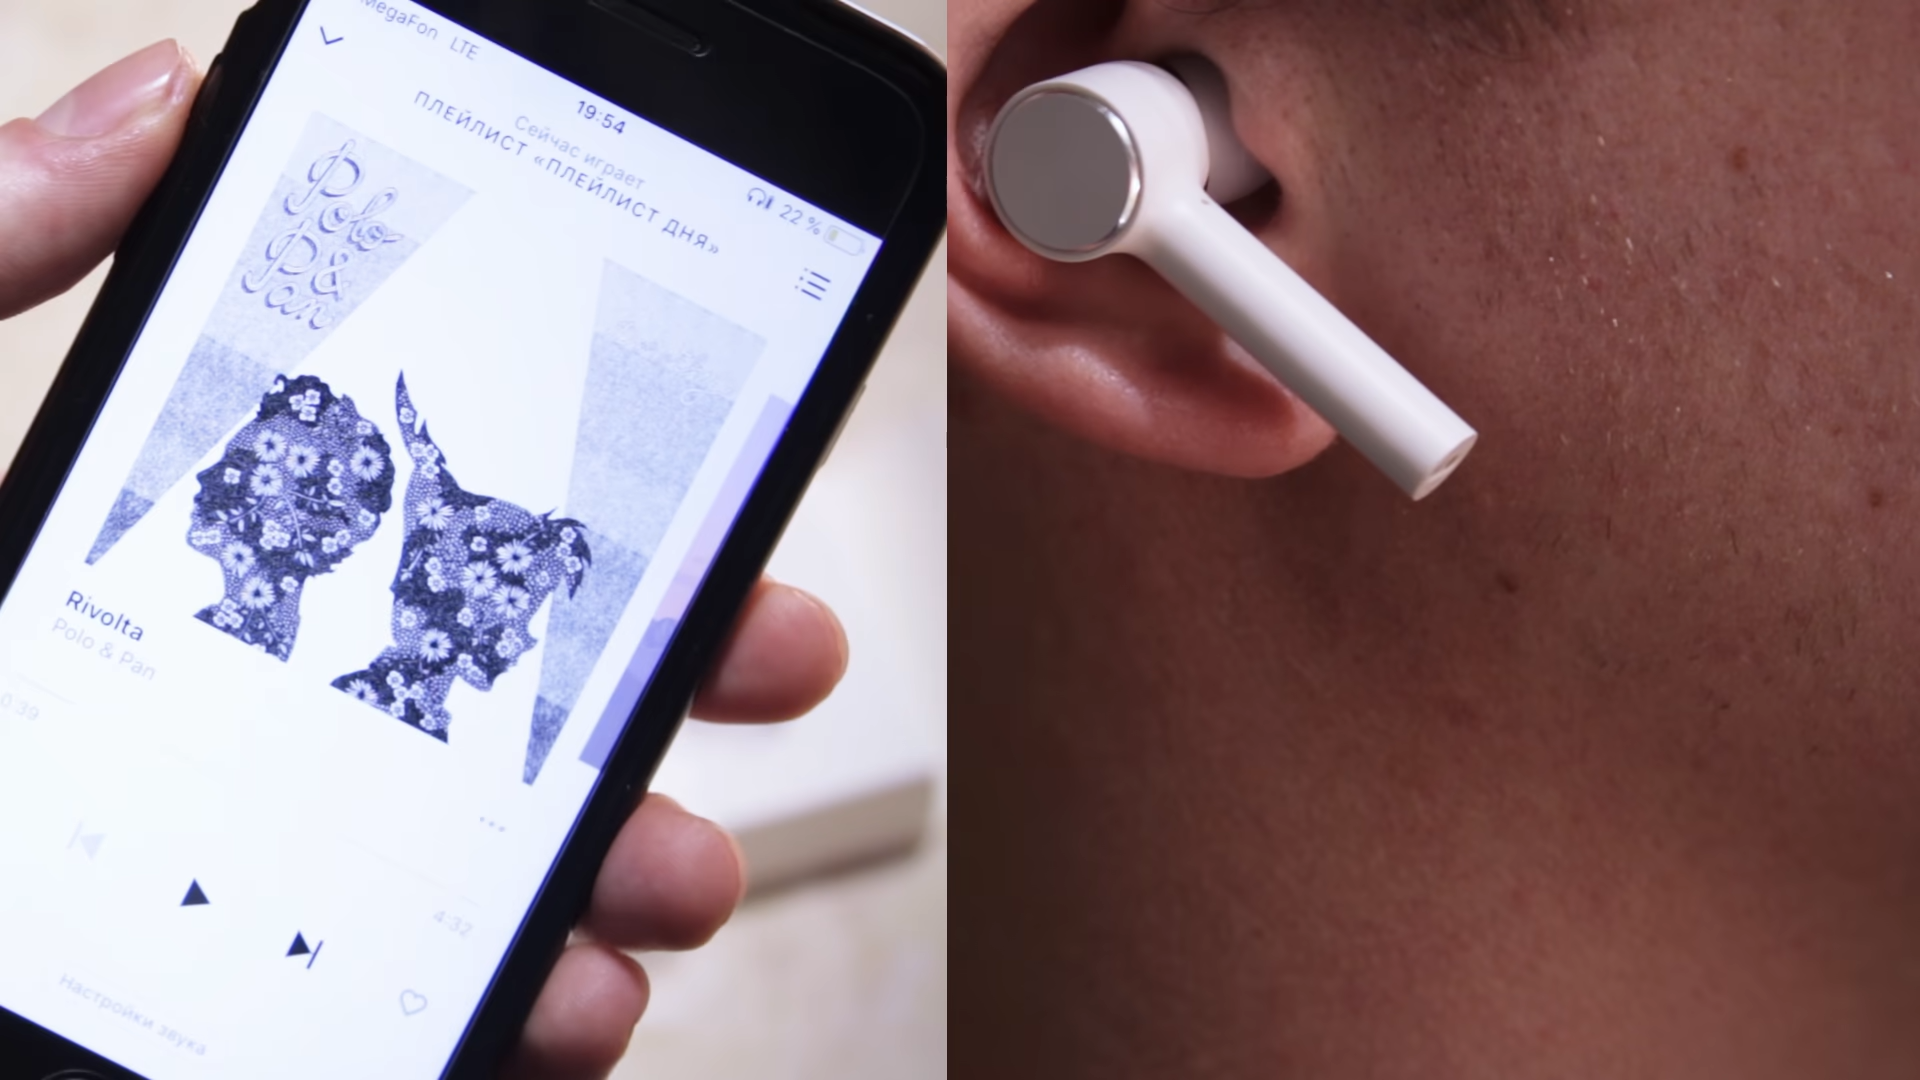 MegaFon LTE
19:54
22 %
Сейчас играет
ПЛЕЙЛИСТ «ПЛЕЙЛИСТ ДНЯ»
Polo
&
Pan
Rivolta
Polo & Pan
0:39
4:32
Настройки звука